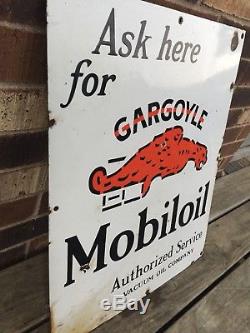 Ask here
for
GARGOYLE
Mobiloil
Authorized Service
VACUUM OIL COMPANY